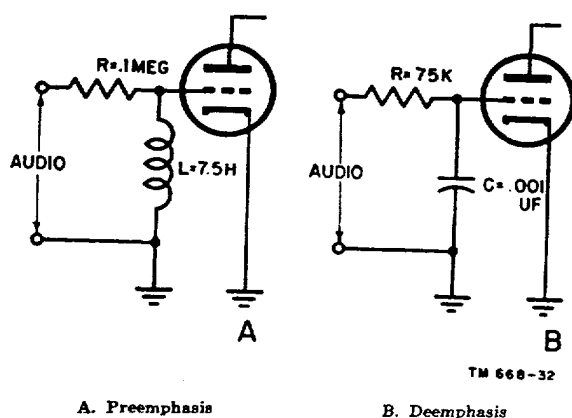 R=.1MEG
AUDIO
L=7.5H
A
R=75K
AUDIO
C=.001
UF
B
TM 668-32
A. Preemphasis
B. Deemphasis